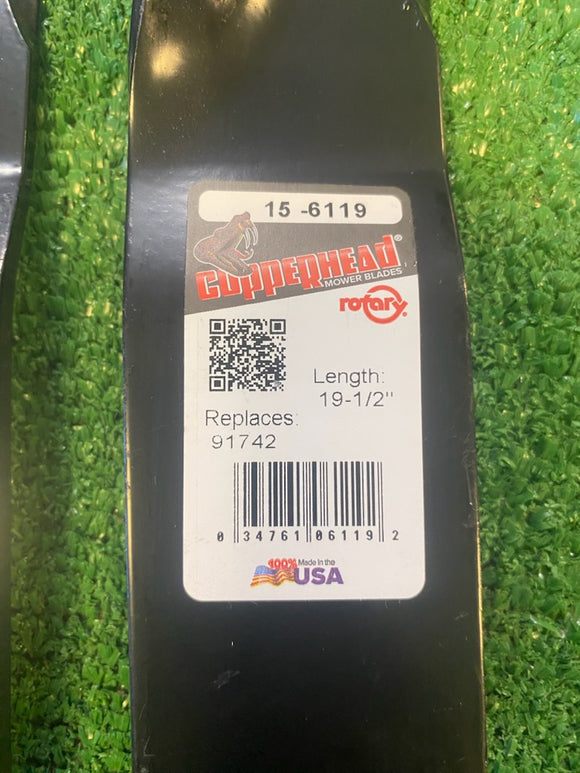 15 -6119
COPPERHEAD®
MOWER BLADES
rotary®
Length:
19-1/2"
Replaces:
91742
0 34761 06119 2
100% Made in the
USA